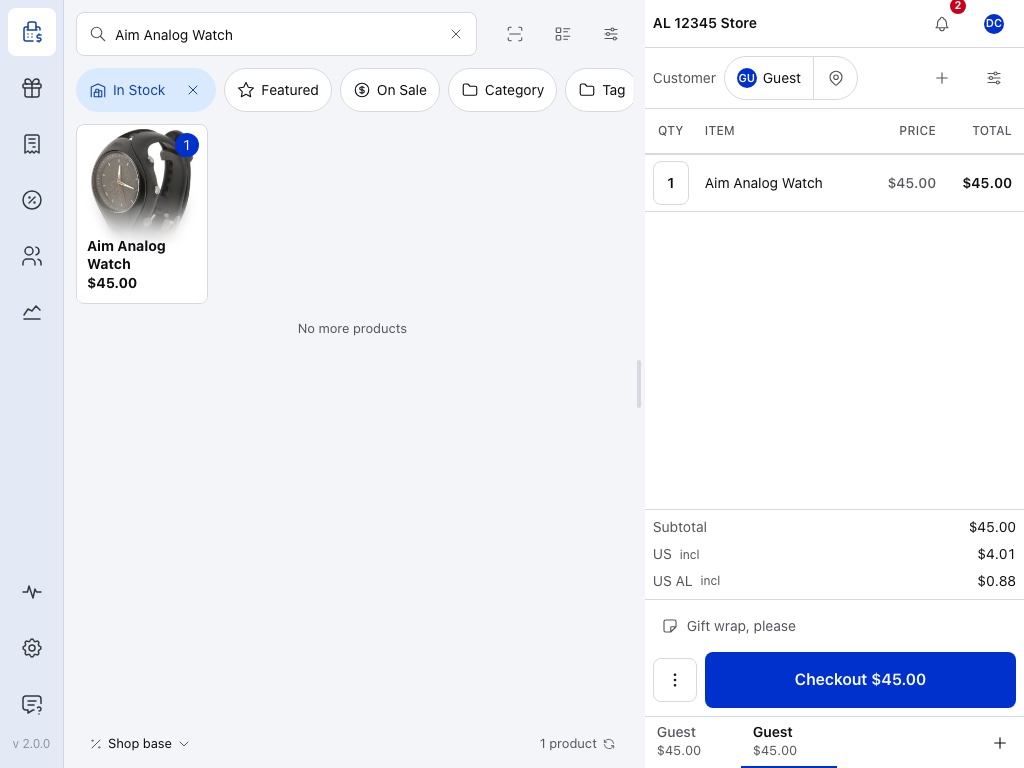 Aim Analog Watch
In Stock
Featured
On Sale
Category
Tag
1
Aim Analog Watch
$45.00
No more products
Shop base
1 product
v 2.0.0
AL 12345 Store
2
DC
Customer
GU Guest
QTY ITEM PRICE TOTAL
1 Aim Analog Watch $45.00 $45.00
Subtotal $45.00
US incl $4.01
US AL incl $0.88
Gift wrap, please
Checkout $45.00
Guest
$45.00
Guest
$45.00